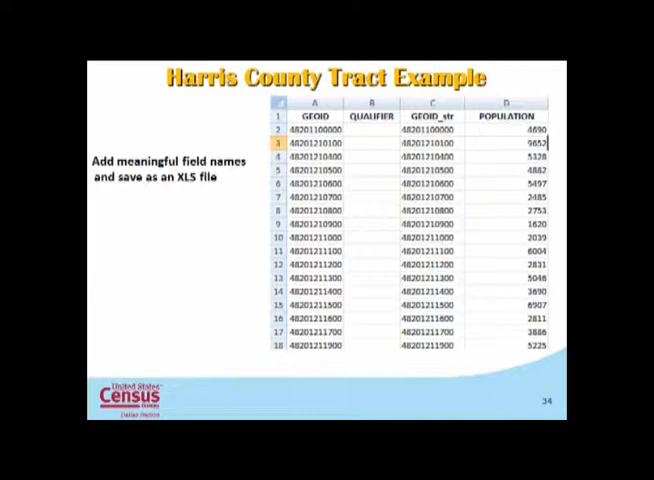 Harris County Tract Example
A B C D
1 GEOID QUALIFIER GEOID_str POPULATION
2 48201100000 48201100000 4690
3 48201210100 48201210100 9652
Add meaningful field names
and save as an XLS file
4 48201210400 48201210400 5328
5 48201210500 48201210500 4882
6 48201210600 48201210600 5497
7 48201210700 48201210700 2485
8 48201210800 48201210800 2753
9 48201210900 48201210900 1620
10 48201211000 48201211000 2039
11 48201211100 48201211100 6004
12 48201211200 48201211200 2831
13 48201211300 48201211300 5046
14 48201211400 48201211400 3690
15 48201211500 48201211500 6907
16 48201211600 48201211600 2811
17 48201211700 48201211700 3886
18 48201211900 48201211900 5225
United States
Census
Bureau
Dallas Region
34